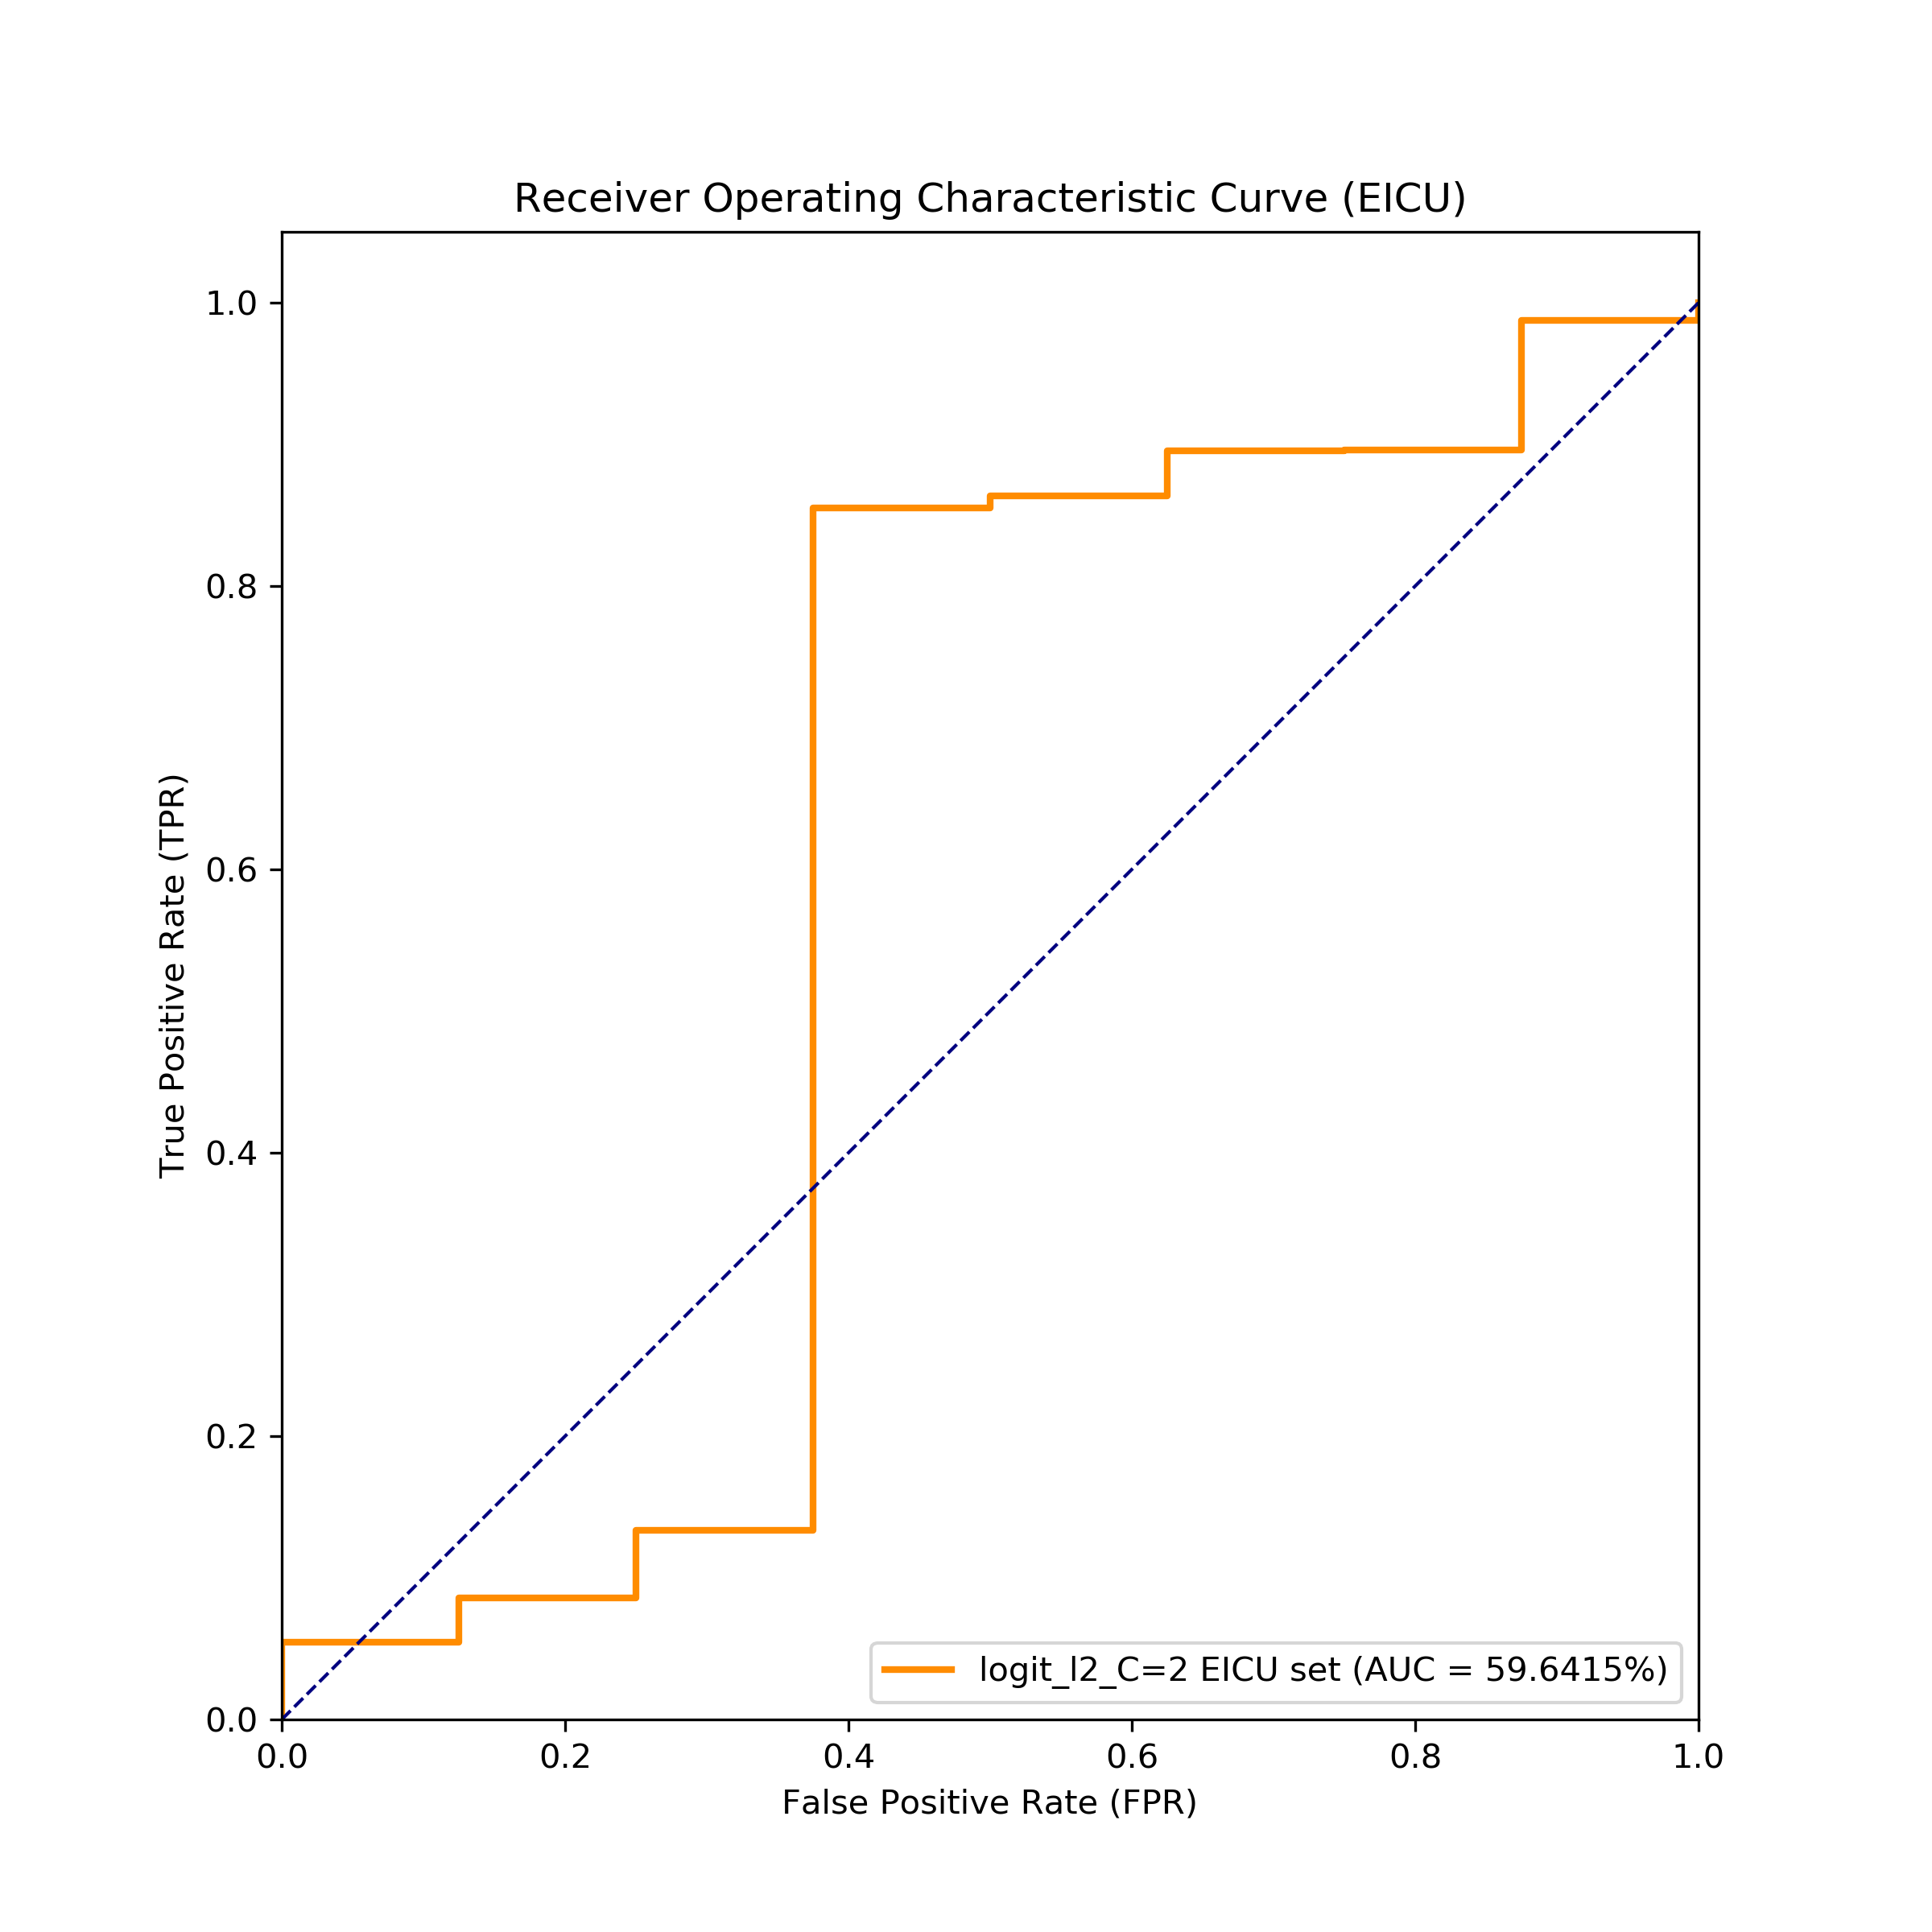 Receiver Operating Characteristic Curve (EICU)
1.0
0.8
0.6
0.4
0.2
0.0
True Positive Rate (TPR)
logit_l2_C=2 EICU set (AUC = 59.6415%)
0.0 0.2 0.4 0.6 0.8 1.0
False Positive Rate (FPR)